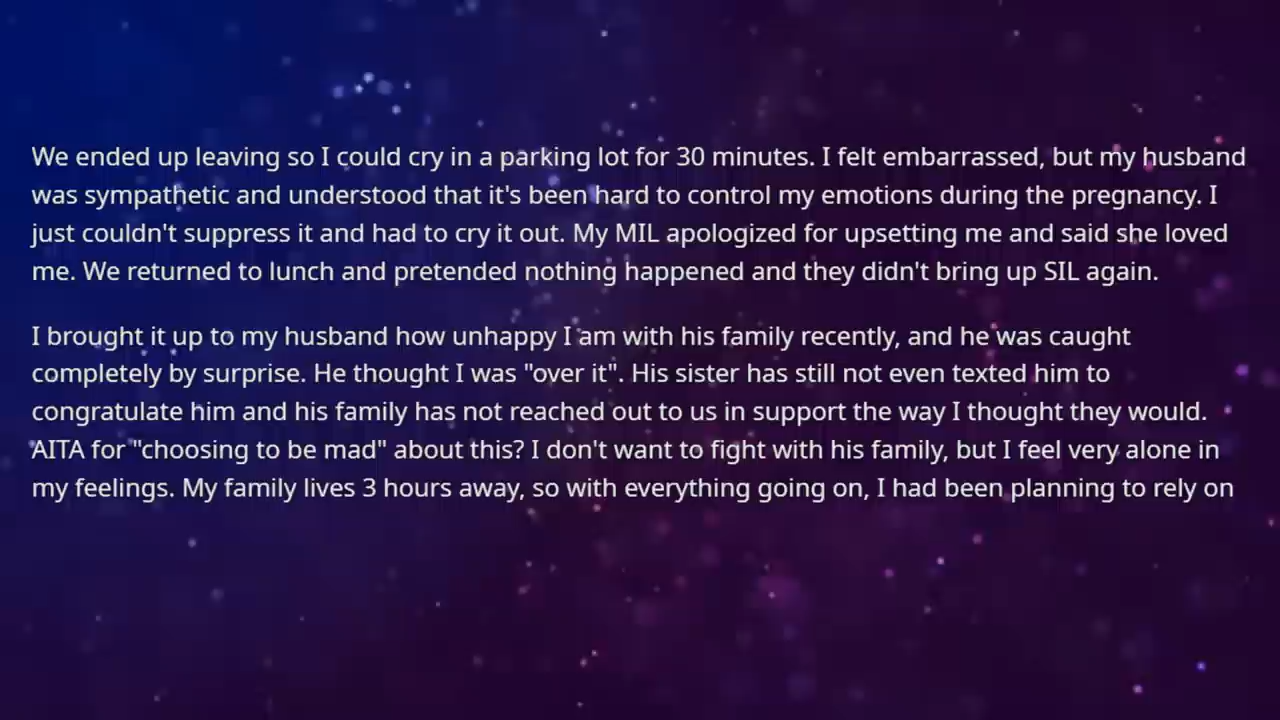 We ended up leaving so I could cry in a parking lot for 30 minutes. I felt embarrassed, but my husband
was sympathetic and understood that it's been hard to control my emotions during the pregnancy. I
just couldn't suppress it and had to cry it out. My MIL apologized for upsetting me and said she loved
me. We returned to lunch and pretended nothing happened and they didn't bring up SIL again.
I brought it up to my husband how unhappy I am with his family recently, and he was caught
completely by surprise. He thought I was "over it". His sister has still not even texted him to
congratulate him and his family has not reached out to us in support the way I thought they would.
AITA for "choosing to be mad" about this? I don't want to fight with his family, but I feel very alone in
my feelings. My family lives 3 hours away, so with everything going on, I had been planning to rely on